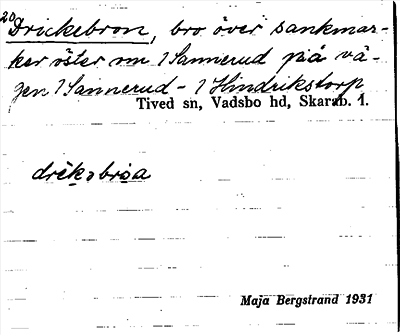 20 Drickebron, bro över sankmar-
ker öster om 1 Sannerud på vä-
gen 1 Sannerud - 1 Hindrikstorp
Tived sn, Vadsbo hd, Skarab. l.
Maja Bergstrand 1931